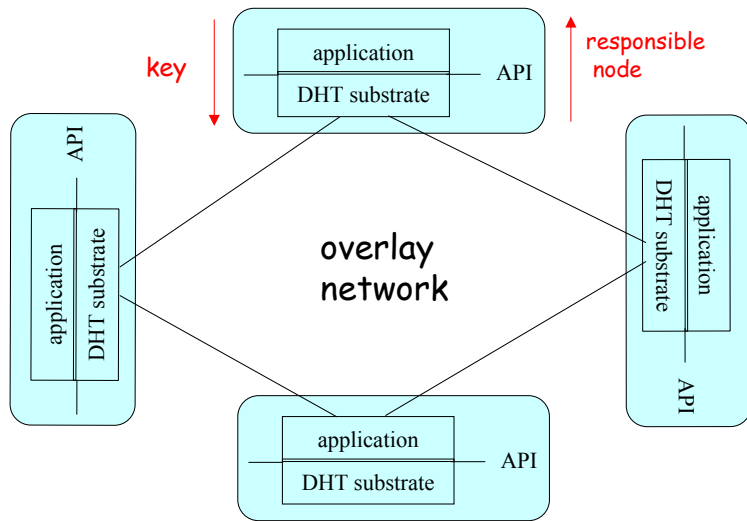 key
application
API
DHT substrate
responsible
node
API
application
DHT substrate
overlay
network
DHT substrate
application
API
application
API
DHT substrate